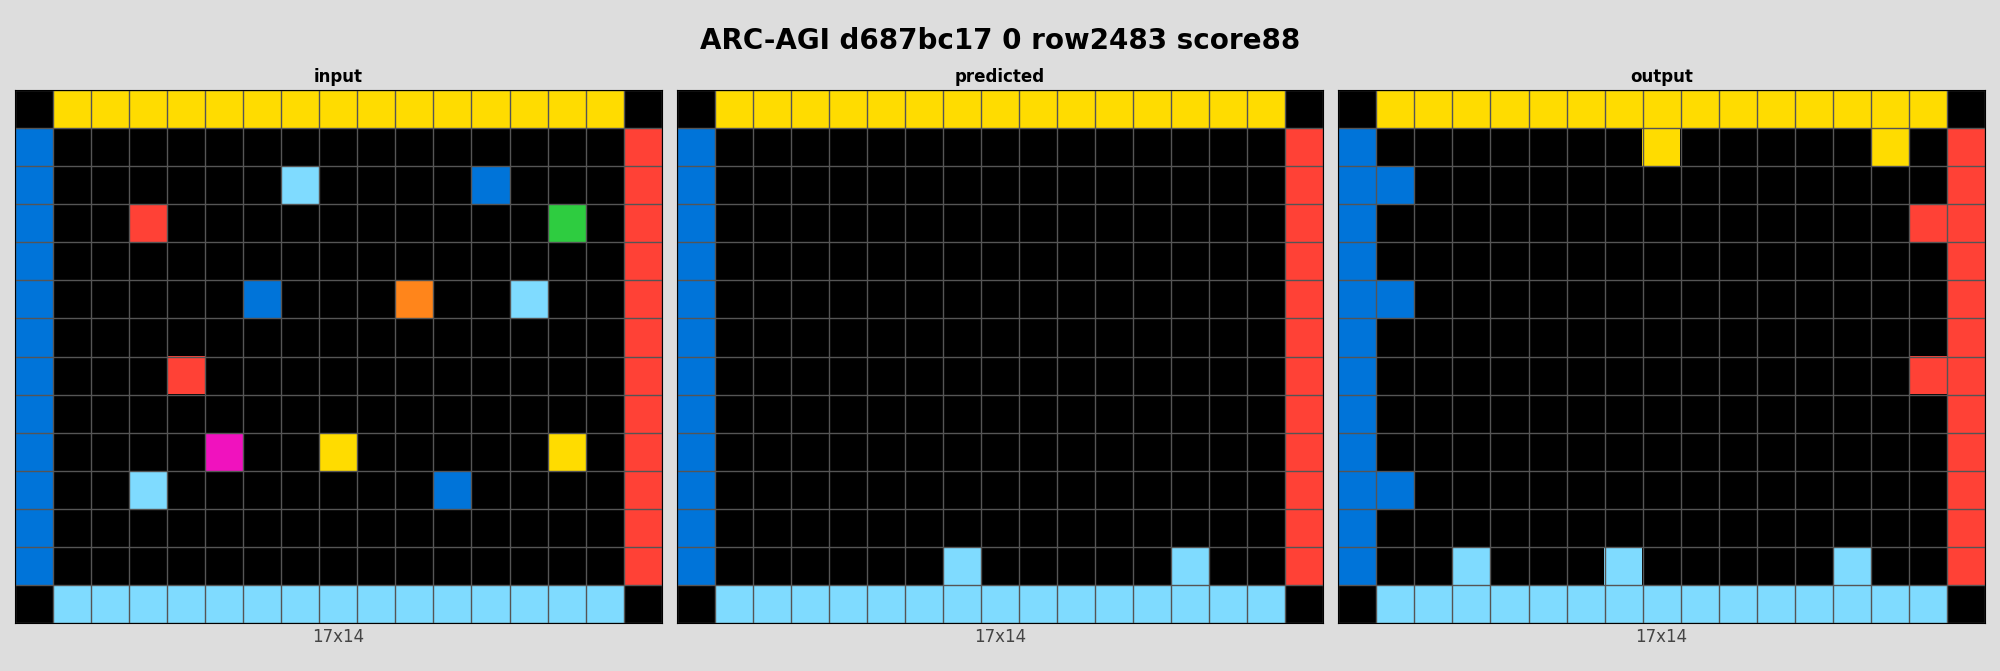 ARC-AGI d687bc17 0 row2483 score88
input
predicted
output
17x14
17x14
17x14